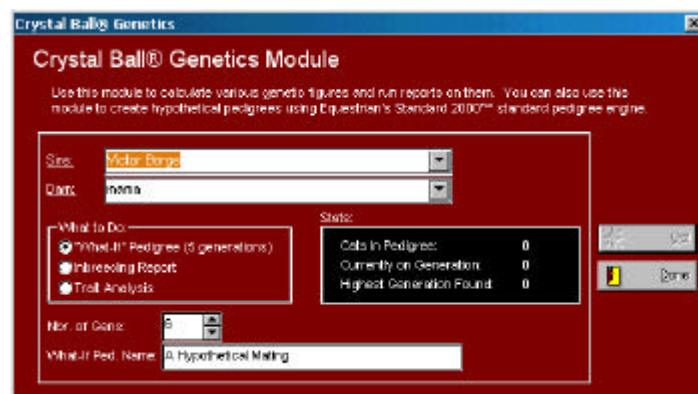 Crystal Ball® Genetics
Crystal Ball® Genetics Module
Use this module to calculate various genetic figures and run reports on them. You can also use this
module to create hypothetical pedigrees using Equestrian's Standard 2000™ standard pedigree engine.
Sire: Victor Borge
Dam: mama
What to Do:
"What-If" Pedigree (5 generations)
Inbreeding Report
Trait Analysis
Stats:
Cats in Pedigree: 0
Currently on Generation: 0
Highest Generation Found: 0
Done
Nbr. of Gens:
What-If Ped. Name: A Hypothetical Mating